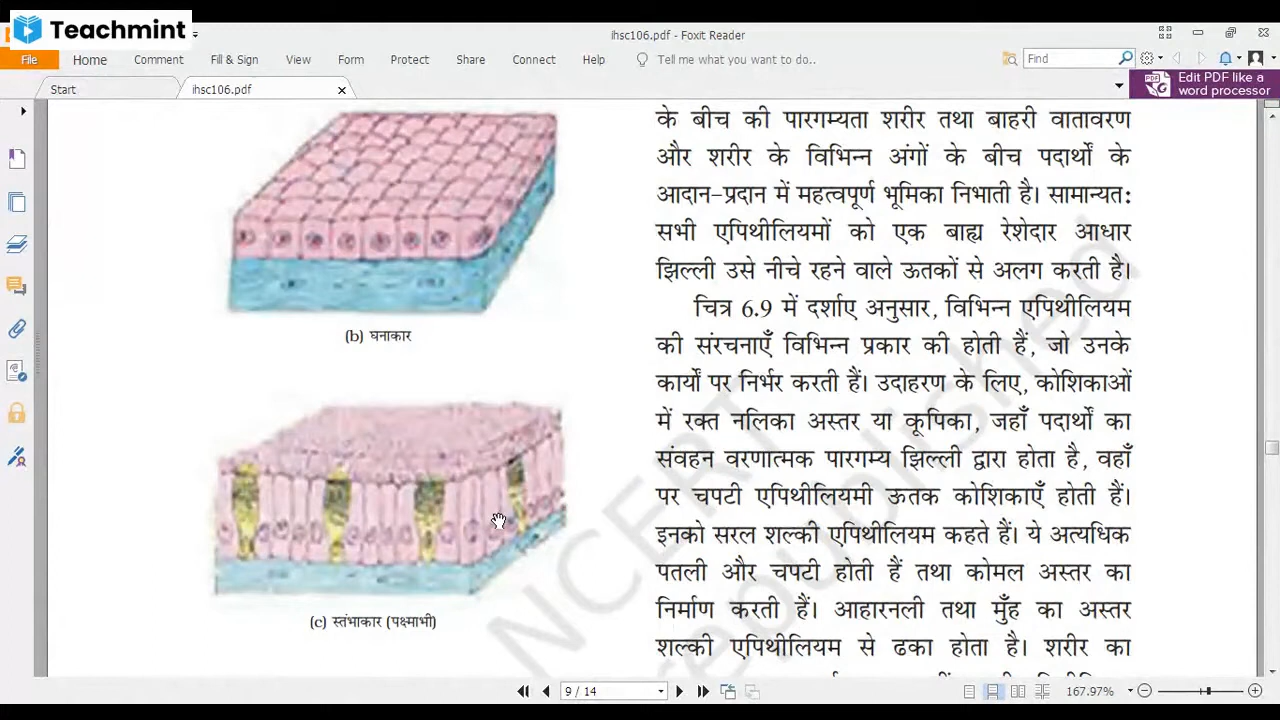 Teachmint
ihsc106.pdf - Foxit Reader
Find
File Home Comment Fill & Sign View Form Protect Share Connect Help Tell me what you want to do..
Edit PDF like a
word processor
Start ihsc106.pdf
(b) घनाकार
(c) स्तंभाकार (पक्ष्माभी)
के बीच की पारगम्यता शरीर तथा बाहरी वातावरण
और शरीर के विभिन्न अंगों के बीच पदार्थों के
आदान-प्रदान में महत्वपूर्ण भूमिका निभाती है। सामान्यत:
सभी एपिथीलियमों को एक बाह्य रेशेदार आधार
झिल्ली उसे नीचे रहने वाले ऊतकों से अलग करती है।
चित्र 6.9 में दर्शाए अनुसार, विभिन्न एपिथीलियम
की संरचनाएँ विभिन्न प्रकार की होती हैं, जो उनके
कार्यों पर निर्भर करती हैं। उदाहरण के लिए, कोशिकाओं
में रक्त नलिका अस्तर या कूपिका, जहाँ पदार्थों का
संवहन वरणात्मक पारगम्य झिल्ली द्वारा होता है, वहाँ
पर चपटी एपिथीलियमी ऊतक कोशिकाएँ होती हैं।
इनको सरल शल्की एपिथीलियम कहते हैं। ये अत्यधिक
पतली और चपटी होती हैं तथा कोमल अस्तर का
निर्माण करती हैं। आहारनली तथा मुँह का अस्तर
शल्की एपिथीलियम से ढका होता है। शरीर का
NCERT
republished
9 / 14
167.97%